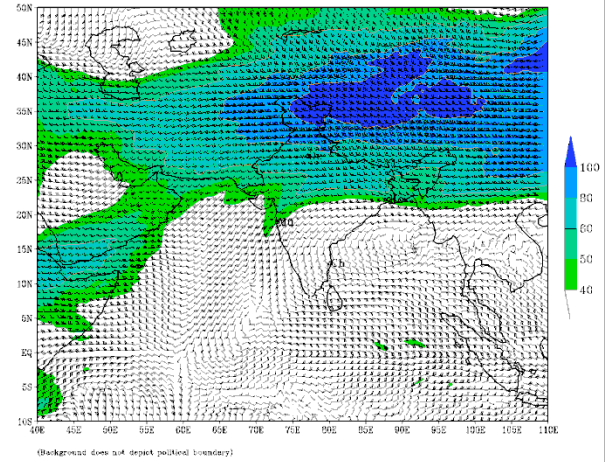 50N
45N
40N
35N
30N
25N
20N
15N
10N
5N
EQ
5S
10S
40E 45E 50E 55E 60E 65E 70E 75E 80E 85E 90E 95E 100E 105E 110E
100
80
60
50
40
(Background does not depict political boundary)